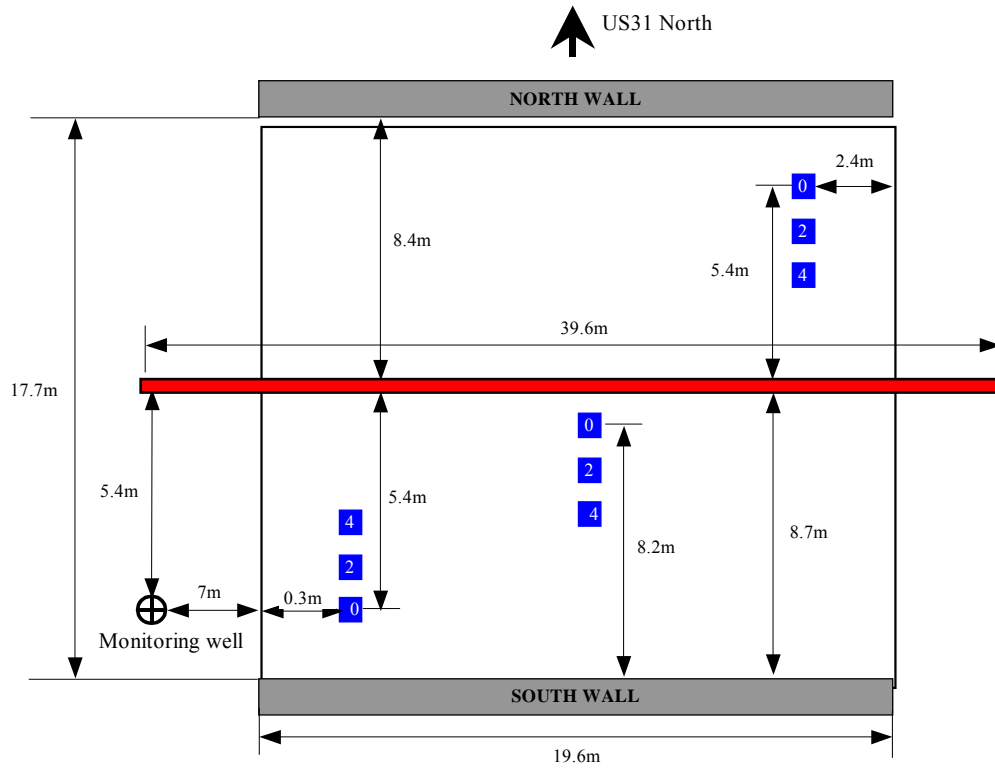 US31 North
NORTH WALL
2.4m
0
2
8.4m
5.4m
4
39.6m
17.7m
0
2
5.4m
5.4m
4
4
8.2m
8.7m
2
7m
0.3m
0
Monitoring well
SOUTH WALL
19.6m